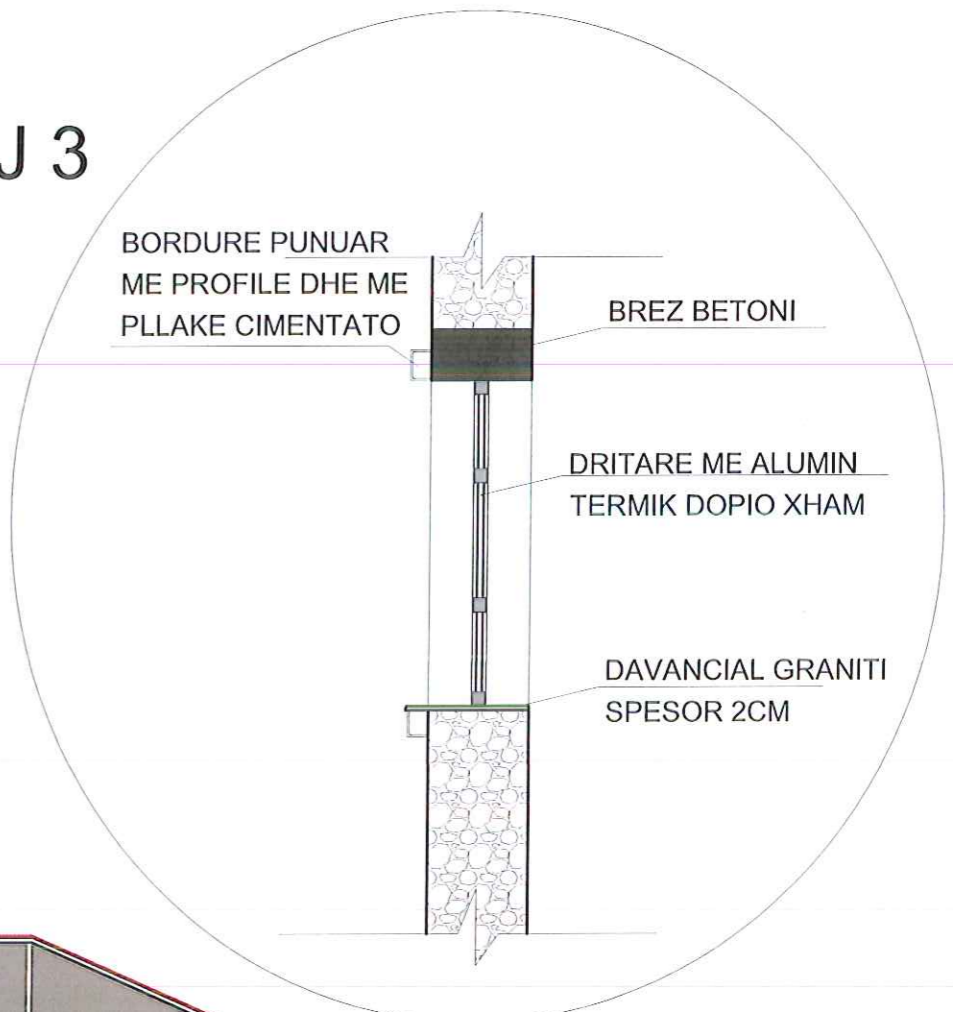 J 3
BORDURE PUNUAR
ME PROFILE DHE ME
PLLAKE CIMENTATO
BREZ BETONI
DRITARE ME ALUMIN
TERMIK DOPIO XHAM
DAVANCIAL GRANITI
SPESOR 2CM